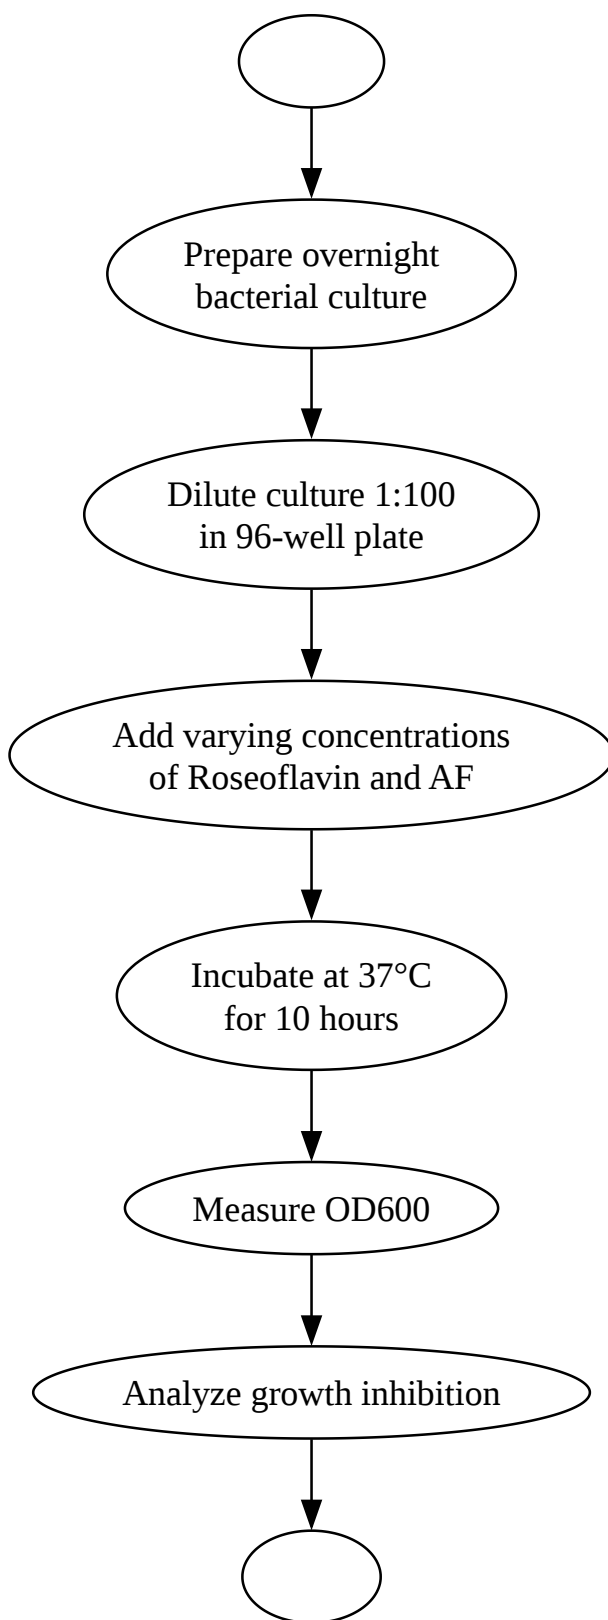 Prepare overnight
bacterial culture
Dilute culture 1:100
in 96-well plate
Add varying concentrations
of Roseoflavin and AF
Incubate at 37°C
for 10 hours
Measure OD600
Analyze growth inhibition